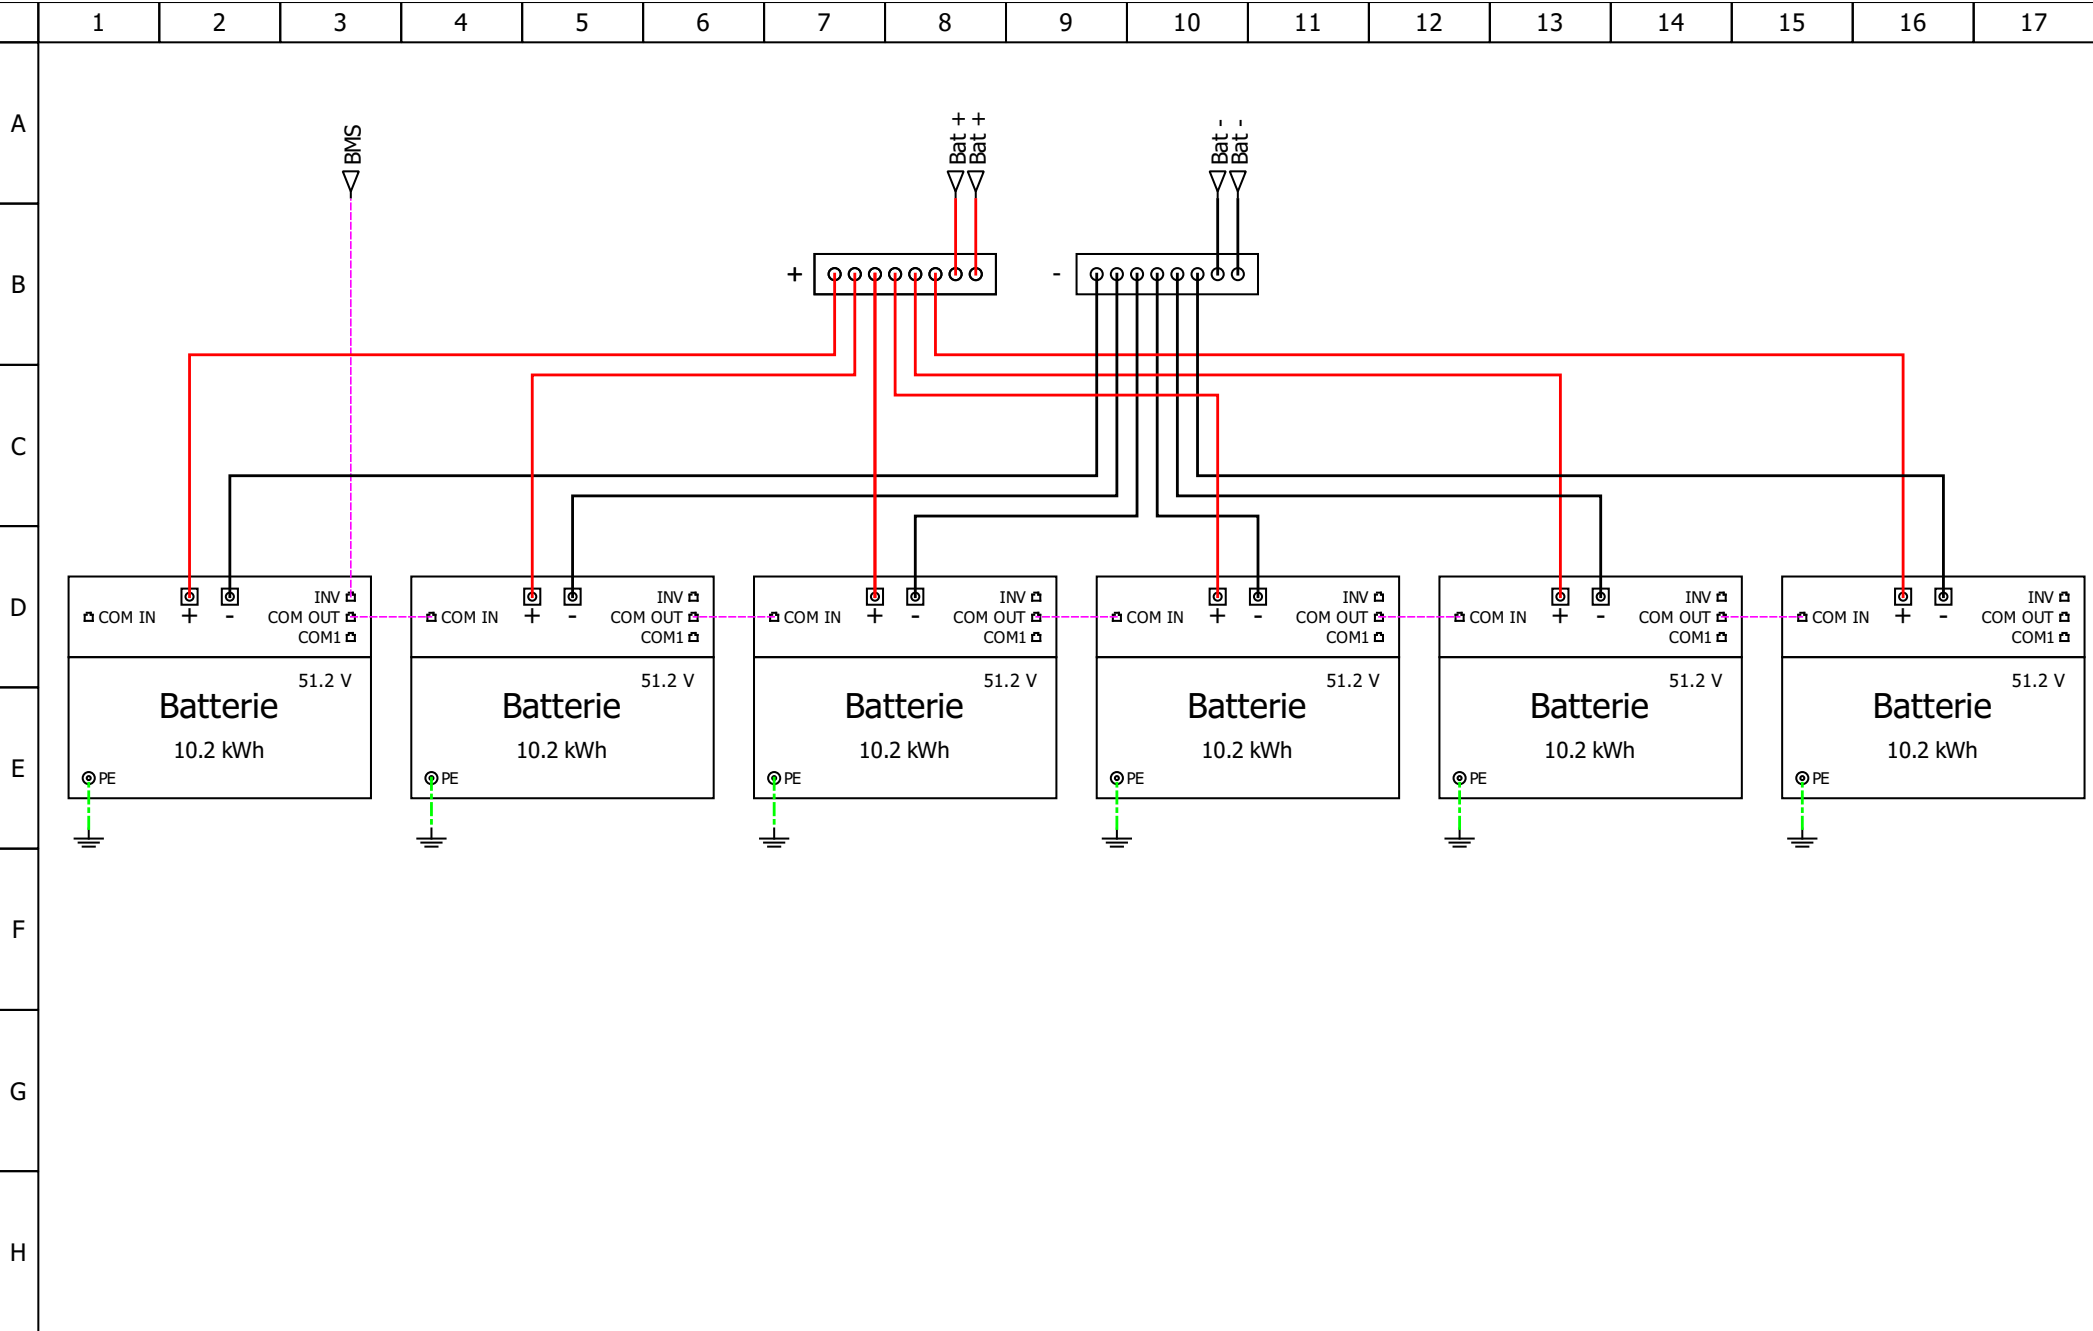 1 2 3 4 5 6 7 8 9 10 11 12 13 14 15 16 17
A
BMS
Bat +
Bat +
Bat -
Bat -
B
+
-
C
D
COM IN
+ -
INV
COM OUT
COM1
51.2 V
Batterie
10.2 kWh
PE
COM IN
+ -
INV
COM OUT
COM1
51.2 V
Batterie
10.2 kWh
PE
COM IN
+ -
INV
COM OUT
COM1
51.2 V
Batterie
10.2 kWh
PE
COM IN
+ -
INV
COM OUT
COM1
51.2 V
Batterie
10.2 kWh
PE
COM IN
+ -
INV
COM OUT
COM1
51.2 V
Batterie
10.2 kWh
PE
COM IN
+ -
INV
COM OUT
COM1
51.2 V
Batterie
10.2 kWh
PE
E
F
G
H